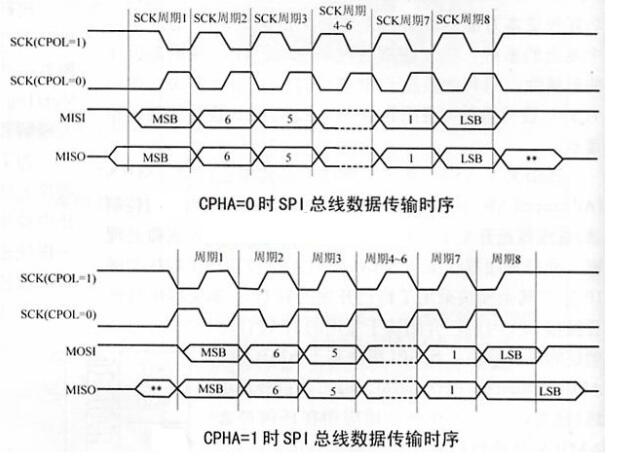 SCK周期1 SCK周期2 SCK周期3 SCK周期4~6 SCK周期7 SCK周期8
SCK(CPOL=1)
SCK(CPOL=0)
MISI MSB 6 5 1 LSB
MISO MSB 6 5 1 LSB **
CPHA=0时SPI总线数据传输时序
周期1 周期2 周期3 周期4~6 周期7 周期8
SCK(CPOL=1)
SCK(CPOL=0)
MOSI MSB 6 5 1 LSB
MISO ** MSB 6 5 1 LSB
CPHA=1时SPI总线数据传输时序